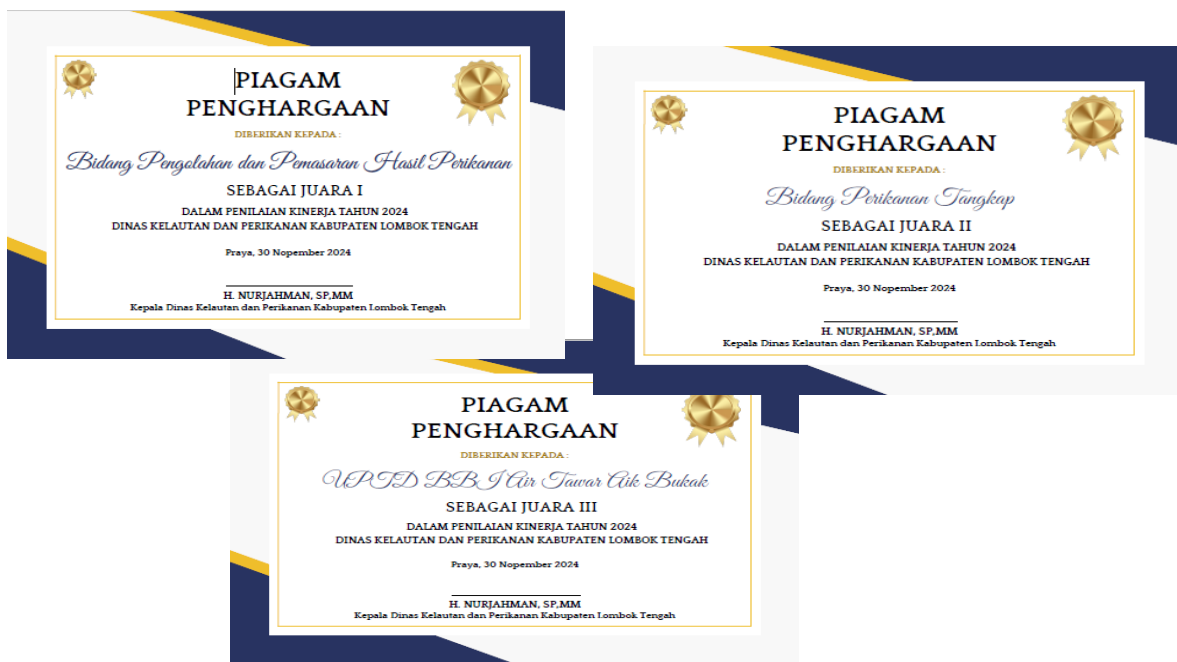 PIAGAM
PENGHARGAAN
DIBERIKAN KEPADA :
Bidang Pengolahan dan Pemasaran Hasil Perikanan
SEBAGAI JUARA I
DALAM PENILAIAN KINERJA TAHUN 2024
DINAS KELAUTAN DAN PERIKANAN KABUPATEN LOMBOK TENGAH
Praya, 30 Nopember 2024
H. NURJAHMAN, SP,MM
Kepala Dinas Kelautan dan Perikanan Kabupaten Lombok Tengah
PIAGAM
PENGHARGAAN
DIBERIKAN KEPADA :
Bidang Perikanan Tangkap
SEBAGAI JUARA II
DALAM PENILAIAN KINERJA TAHUN 2024
DINAS KELAUTAN DAN PERIKANAN KABUPATEN LOMBOK TENGAH
Praya, 30 Nopember 2024
H. NURJAHMAN, SP,MM
Kepala Dinas Kelautan dan Perikanan Kabupaten Lombok Tengah
PIAGAM
PENGHARGAAN
DIBERIKAN KEPADA :
UPTD BBI Air Tawar Aik Bukak
SEBAGAI JUARA III
DALAM PENILAIAN KINERJA TAHUN 2024
DINAS KELAUTAN DAN PERIKANAN KABUPATEN LOMBOK TENGAH
Praya, 30 Nopember 2024
H. NURJAHMAN, SP,MM
Kepala Dinas Kelautan dan Perikanan Kabupaten Lombok Tengah